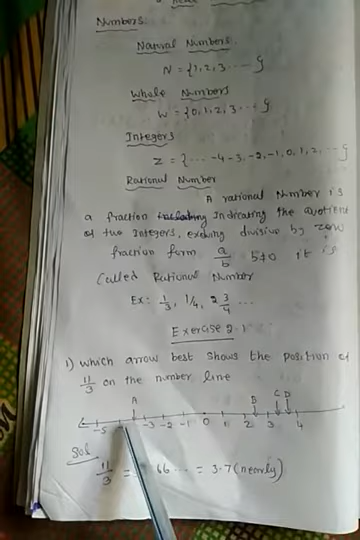 Numbers:
Natural Numbers.
N = {1, 2, 3 ..... }
Whole Numbers
W = {0, 1, 2, 3 .... }
Integers
Z = {... -4 -3, -2, -1, 0, 1, 2, ... }
Rational Number
A rational Number is
a fraction indicating the quotient
of two Integers, divisive by zero
fraction form a/b b≠0 it is
Called Rational Number
Ex: 1/3, 1/4, 2 3/4 ...
Exercise 2.1
1) which arrow best shows the position of
11/3 on the number line
A B C D
-5 -3 -2 -1 0 1 2 3 4
Sol
11/3 = 66 ... = 3.7 (nearly)